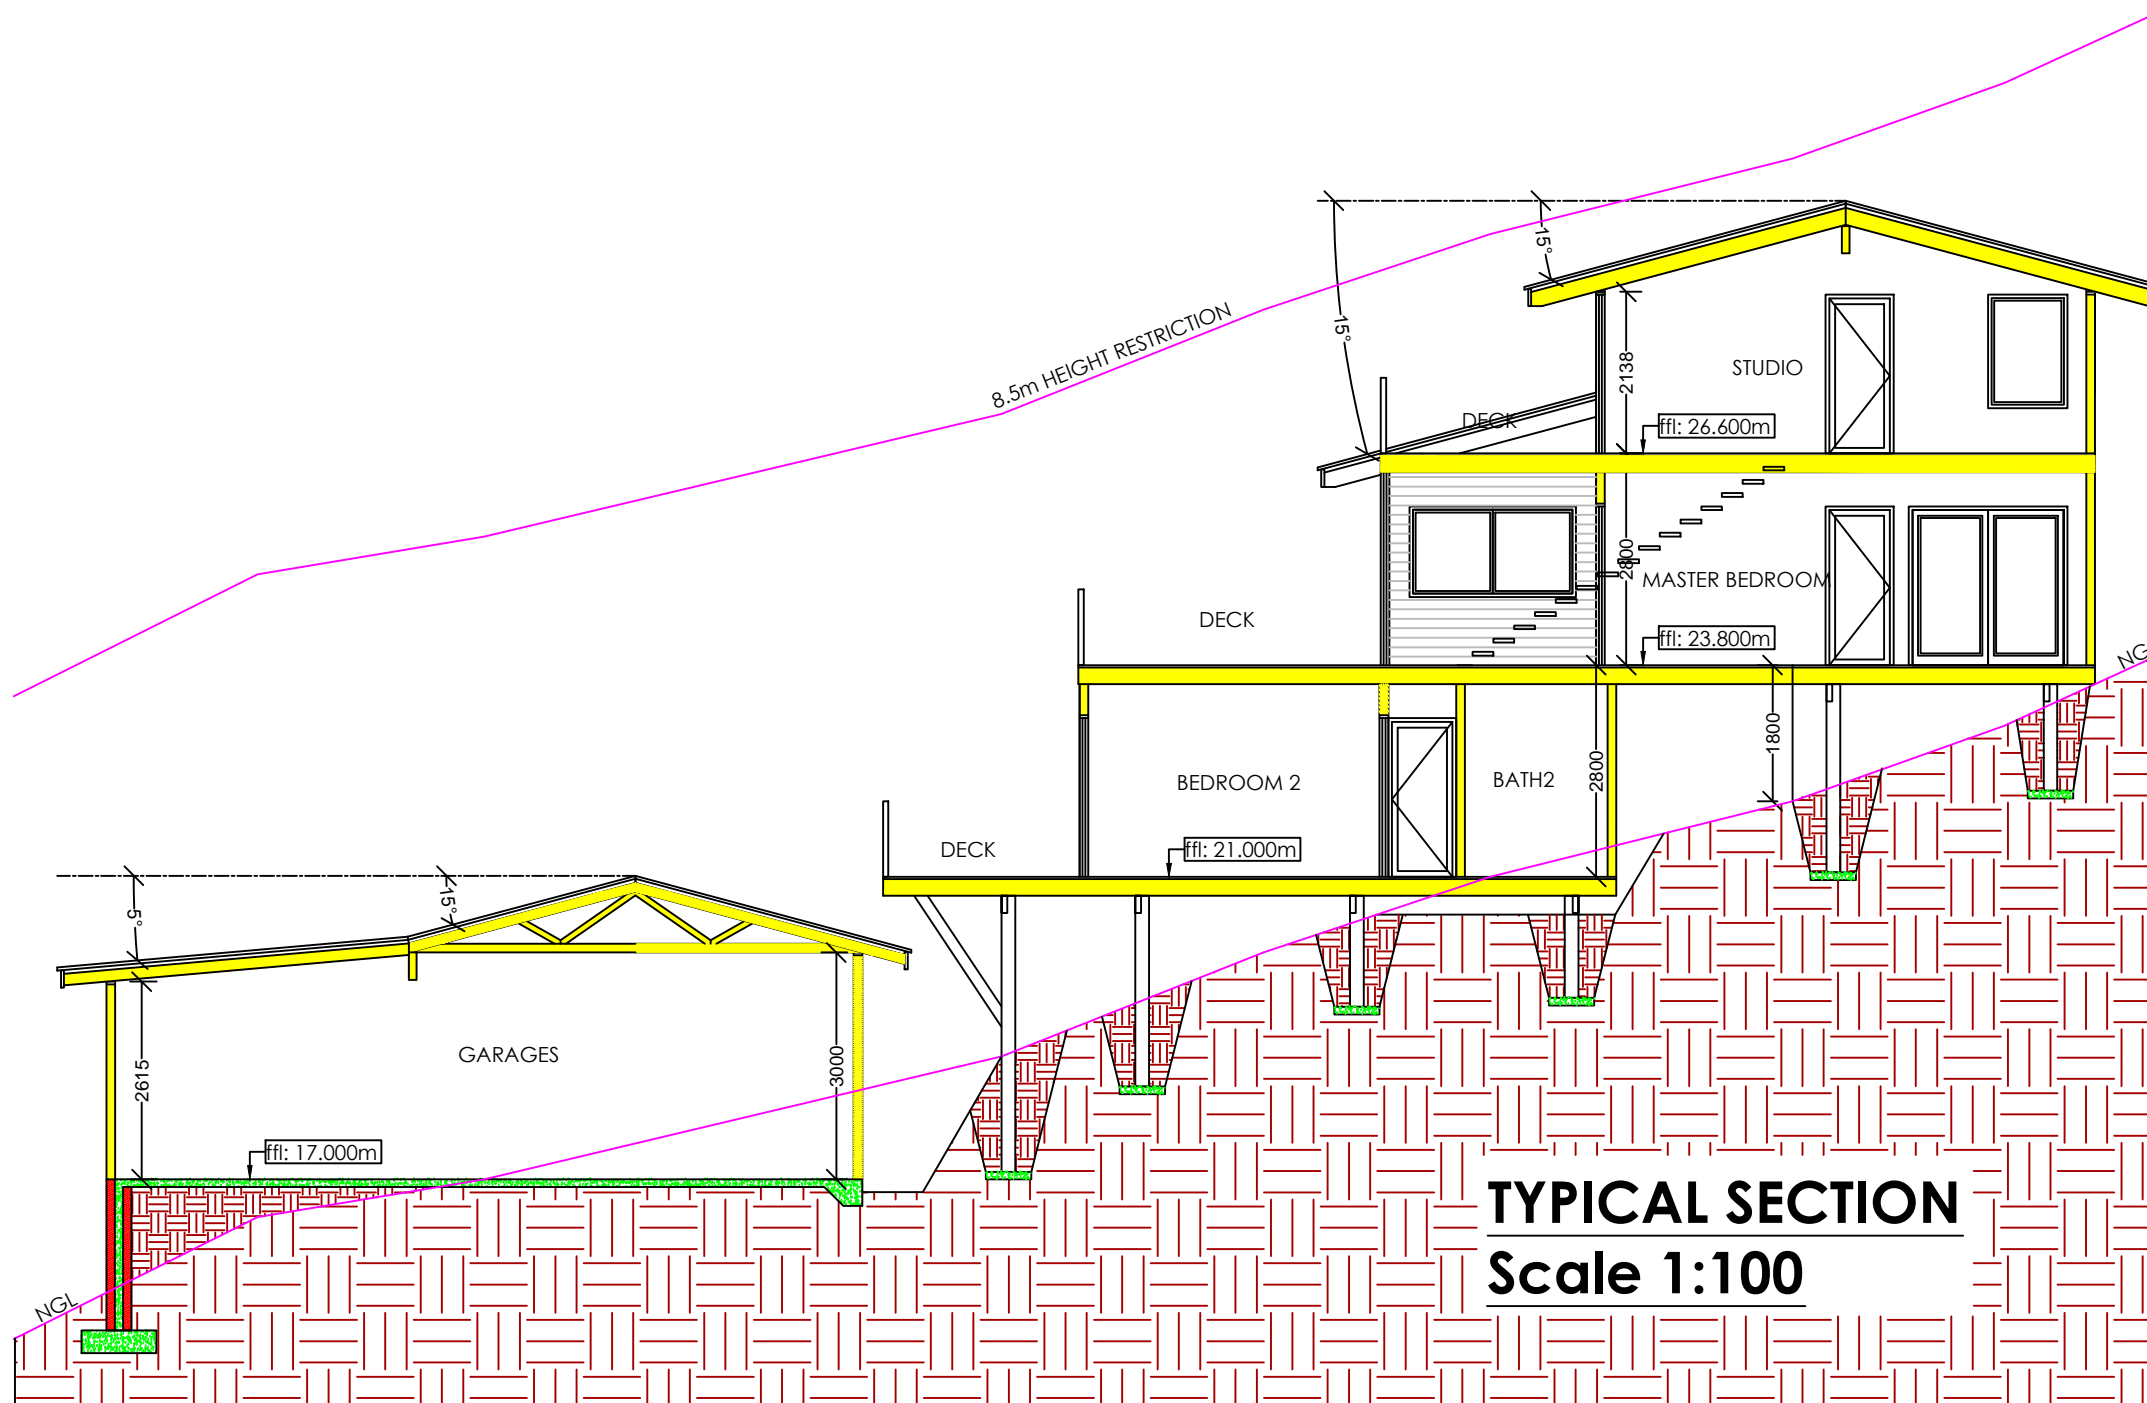 8.5m HEIGHT RESTRICTION
15°
15°
2138
STUDIO
DECK
ffl: 26.600m
2800
MASTER BEDROOM
DECK
ffl: 23.800m
NG
1800
BEDROOM 2
BATH2
2800
DECK
ffl: 21.000m
5°
15°
GARAGES
2615
3000
ffl: 17.000m
NGL
TYPICAL SECTION
Scale 1:100